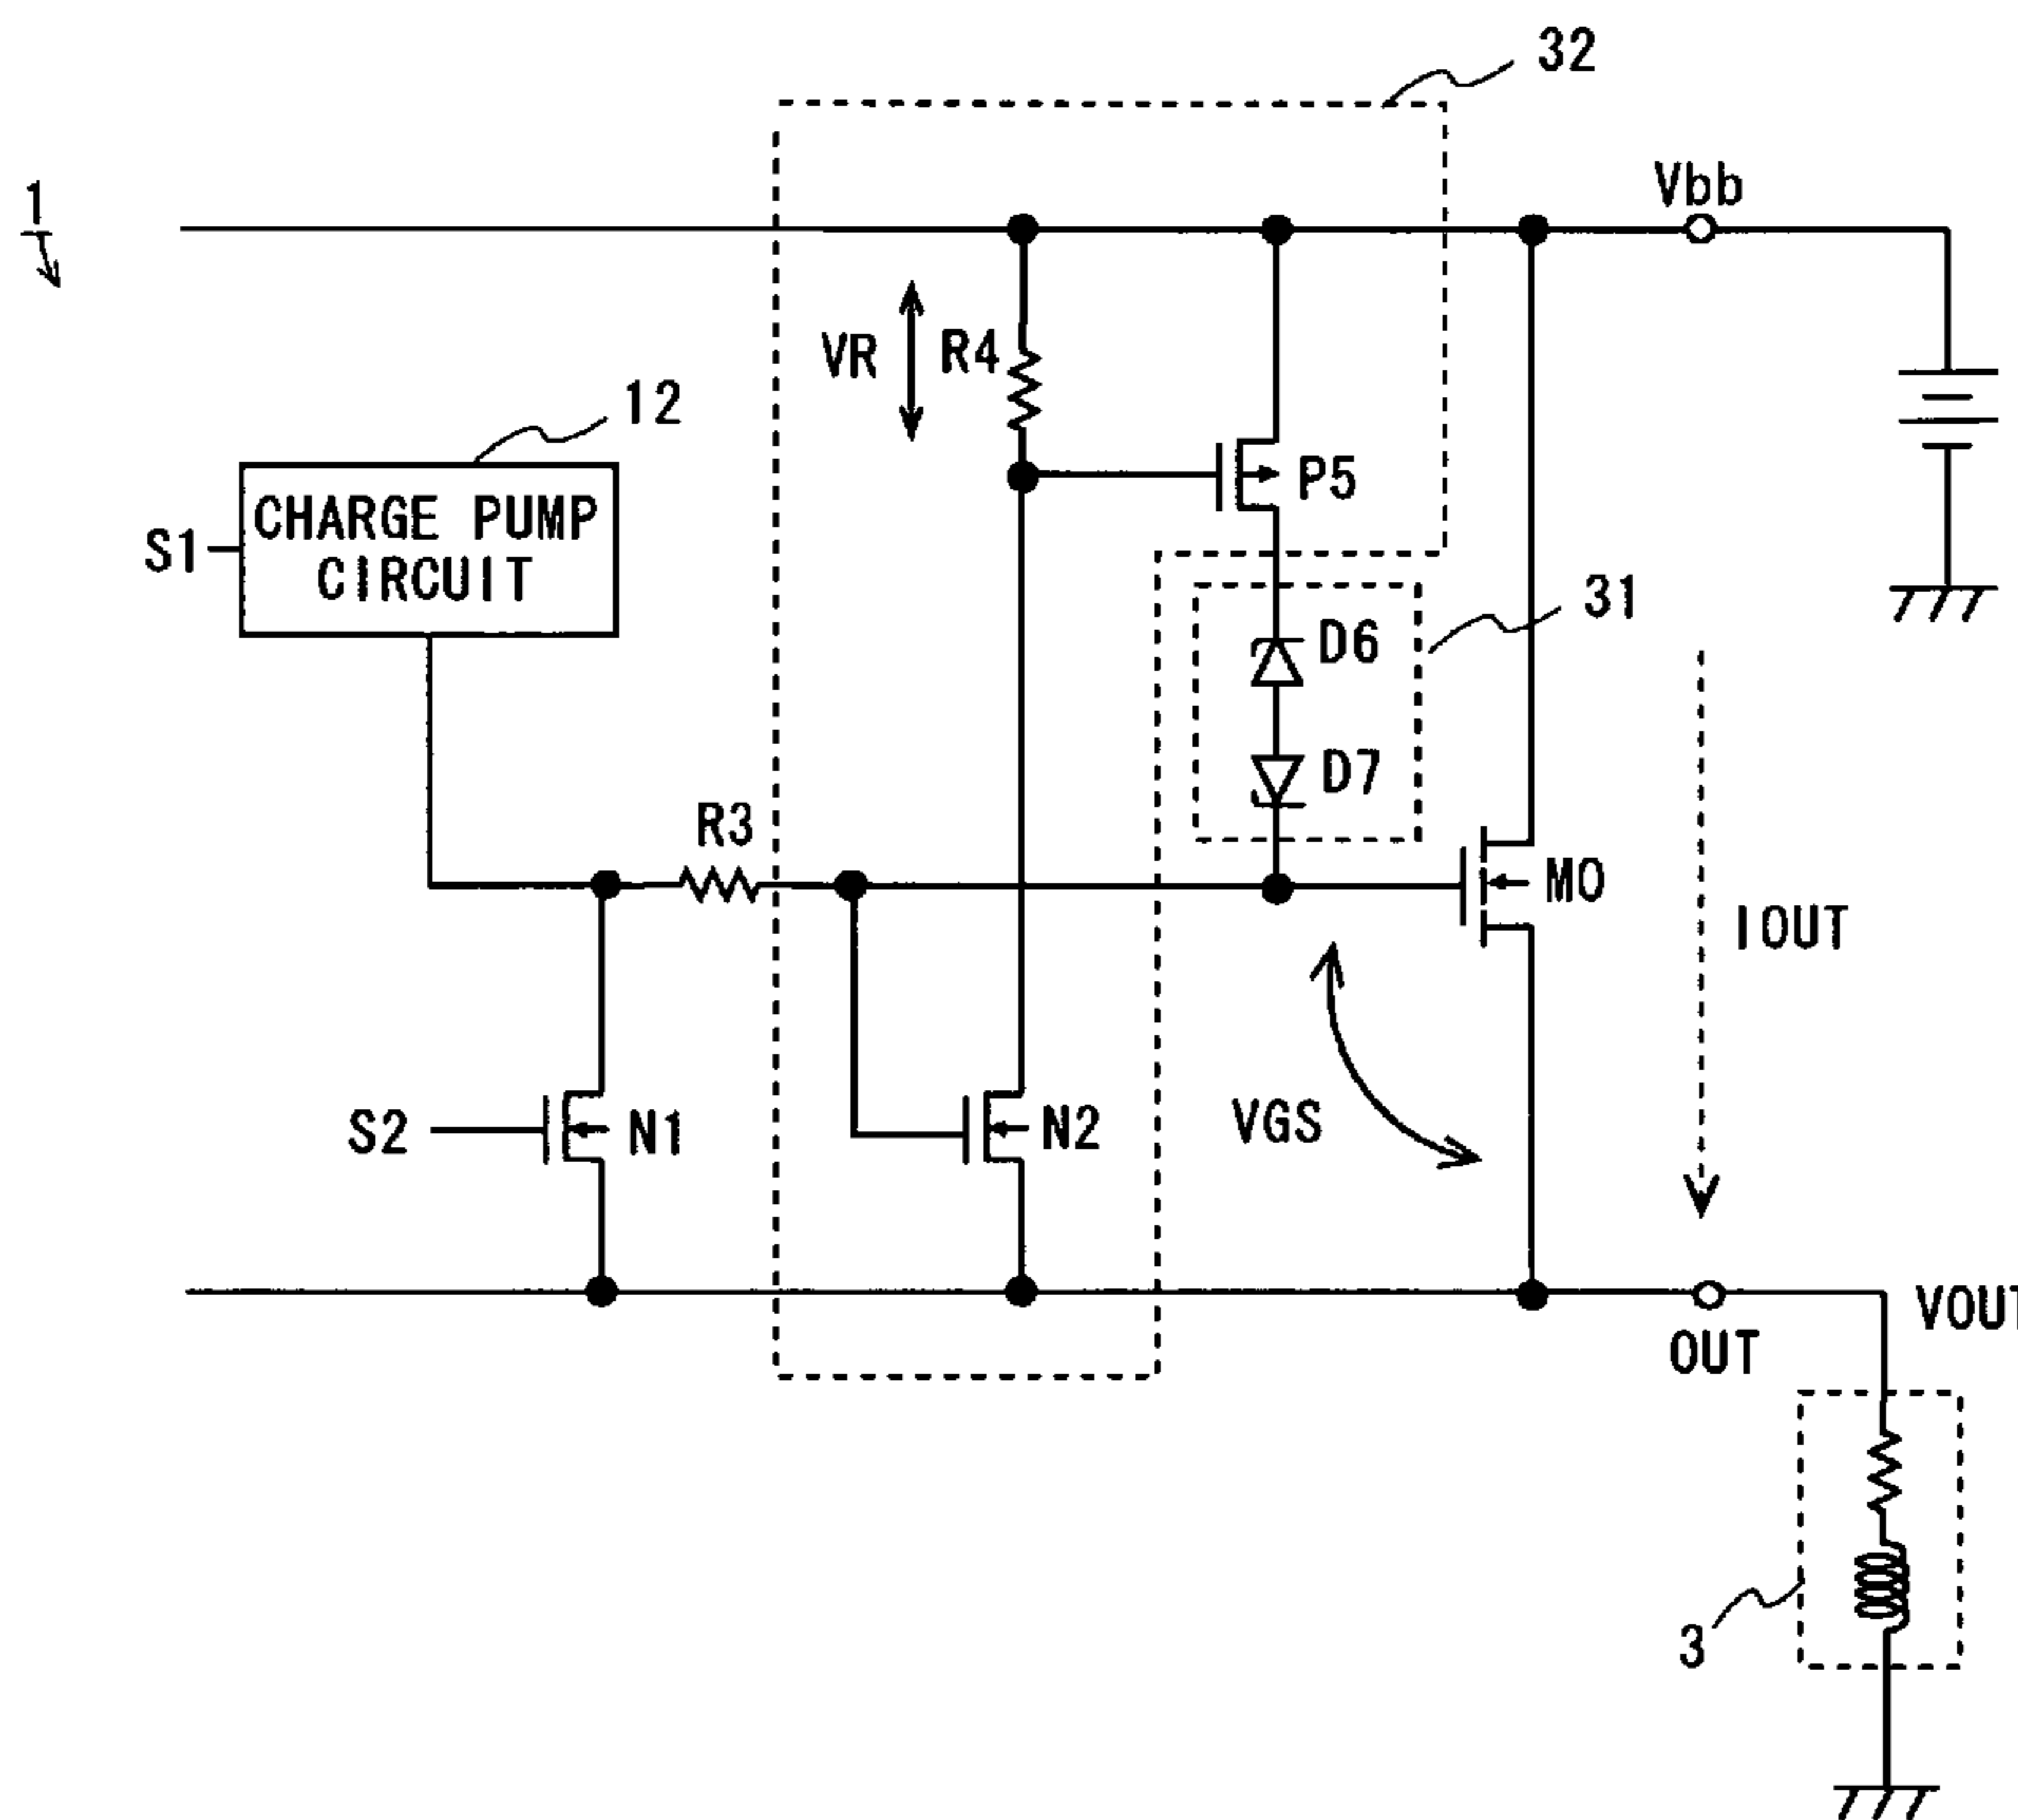 32
Vbb
1
VR
R4
12
P5
CHARGE PUMP
CIRCUIT
S1
31
D6
D7
R3
M0
IOUT
S2
N1
N2
VGS
VOUT
OUT
3